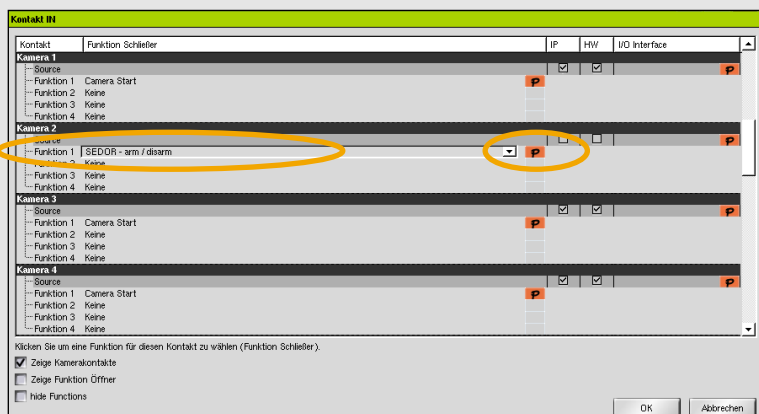 Kontakt IN
Kontakt Funktion Schließer IP HW I/O Interface
Kamera 1
Source P
Funktion 1 Camera Start P
Funktion 2 Keine
Funktion 3 Keine
Funktion 4 Keine
Kamera 2
Source P
Funktion 1 SEDOR - arm / disarm P
Funktion 2 Keine
Funktion 3 Keine
Funktion 4 Keine
Kamera 3
Source P
Funktion 1 Camera Start P
Funktion 2 Keine
Funktion 3 Keine
Funktion 4 Keine
Kamera 4
Source P
Funktion 1 Camera Start P
Funktion 2 Keine
Funktion 3 Keine
Funktion 4 Keine
Klicken Sie um eine Funktion für diesen Kontakt zu wählen (Funktion Schließer).
Zeige Kamerakontakte
Zeige Funktion Öffner
hide Functions
OK Abbrechen